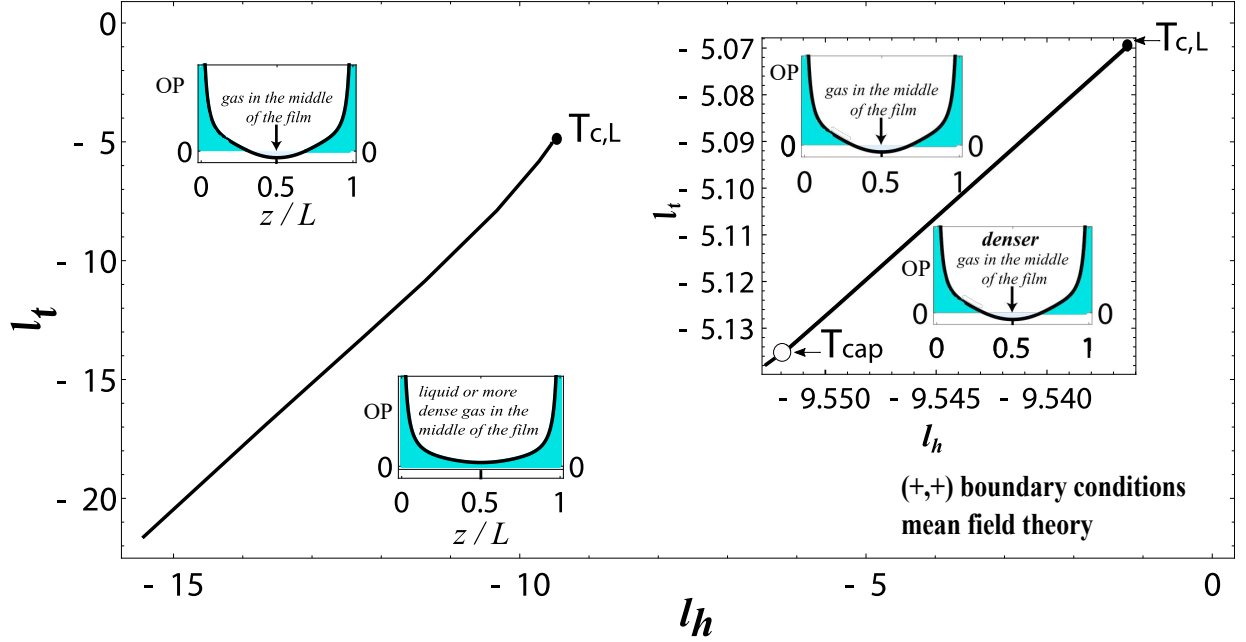 0
- 5
- 10
- 15
- 20
l_t
- 15
- 10
- 5
0
l_h
OP
gas in the middle
of the film
0
0
0
0.5
1
z / L
T_{c,L}
OP
liquid or more
dense gas in the
middle of the film
0
0
0
0.5
1
z / L
- 5.07
- 5.08
- 5.09
- 5.10
- 5.11
- 5.12
- 5.13
l_t
T_{c,L}
OP
gas in the middle
of the film
0
0
0
0.5
1
OP
denser
gas in the middle
of the film
0
0
0
0.5
1
T_{cap}
- 9.550
- 9.545
- 9.540
l_h
(+,+) boundary conditions
mean field theory